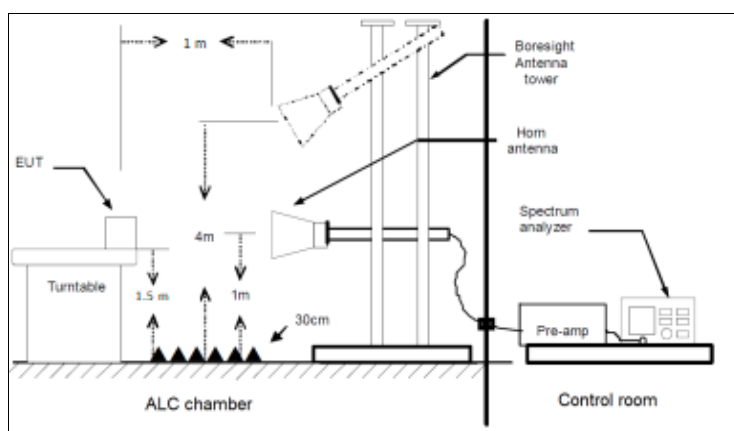 1 m
Boresight
Antenna
tower
Horn
antenna
EUT
Spectrum
analyzer
4m
Turntable
1.5 m
1m
30cm
Pre-amp
ALC chamber
Control room